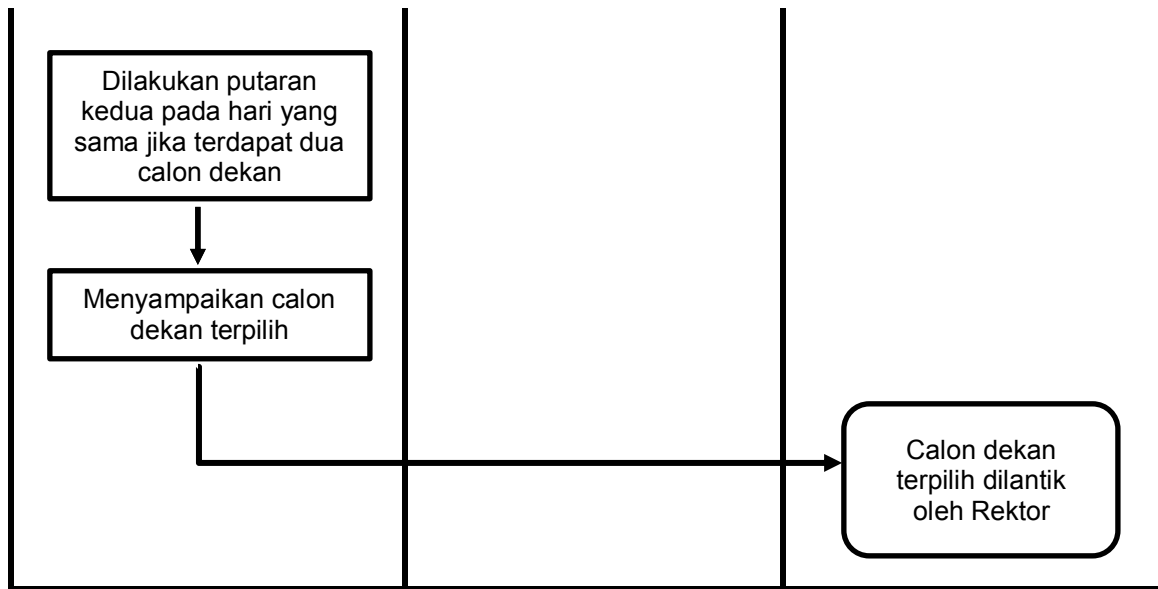 Dilakukan putaran
kedua pada hari yang
sama jika terdapat dua
calon dekan
Menyampaikan calon
dekan terpilih
Calon dekan
terpilih dilantik
oleh Rektor